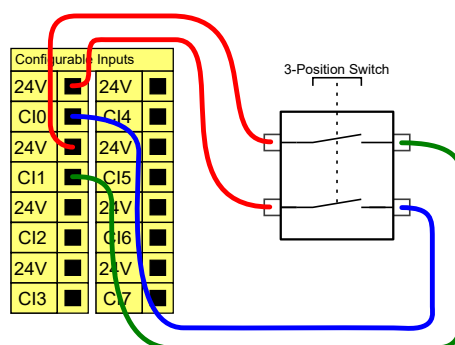 Configurable Inputs
3-Position Switch
24V 24V
CI0 CI4
24V 24V
CI1 CI5
24V 24V
CI2 CI6
24V 24V
CI3 CI7